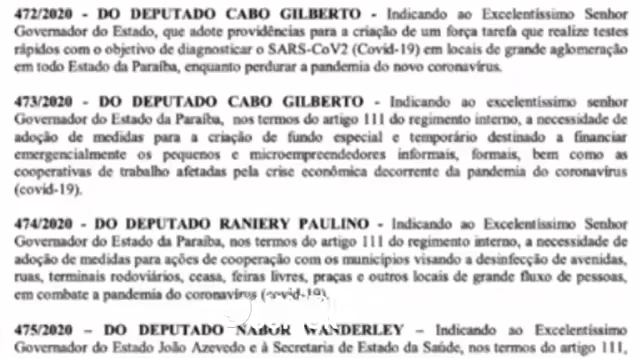 472/2020 - DO DEPUTADO CABO GILBERTO - Indicando ao Excelentíssimo Senhor
Governador do Estado, que adote providências para a criação de um força tarefa que realize testes
rápidos com o objetivo de diagnosticar o SARS-CoV2 (Covid-19) em locais de grande aglomeração
em todo Estado da Paraíba, enquanto perdurar a pandemia do novo coronavírus.
473/2020 - DO DEPUTADO CABO GILBERTO - Indicando ao excelentíssimo senhor
Governador do Estado da Paraíba, nos termos do artigo 111 do regimento interno, a necessidade de
adoção de medidas para a criação de fundo especial e temporário destinado a financiar
emergencialmente os pequenos e microempreendedores informais, formais, bem como as
cooperativas de trabalho afetadas pela crise econômica decorrente da pandemia do coronavírus
(covid-19).
474/2020 - DO DEPUTADO RANIERY PAULINO - Indicando ao Excelentíssimo Senhor
Governador do Estado da Paraíba, nos termos do artigo 111 do regimento interno, a necessidade de
adoção de medidas para ações de cooperação com os municípios visando a desinfecção de avenidas,
ruas, terminais rodoviários, ceasa, feiras livres, praças e outros locais de grande fluxo de pessoas,
em combate a pandemia do coronavírus (covid-19).
475/2020 – DO DEPUTADO NABOR WANDERLEY – Indicando ao Excelentíssimo
Governador do Estado João Azevedo e à Secretaria de Estado da Saúde, nos termos do artigo 111,